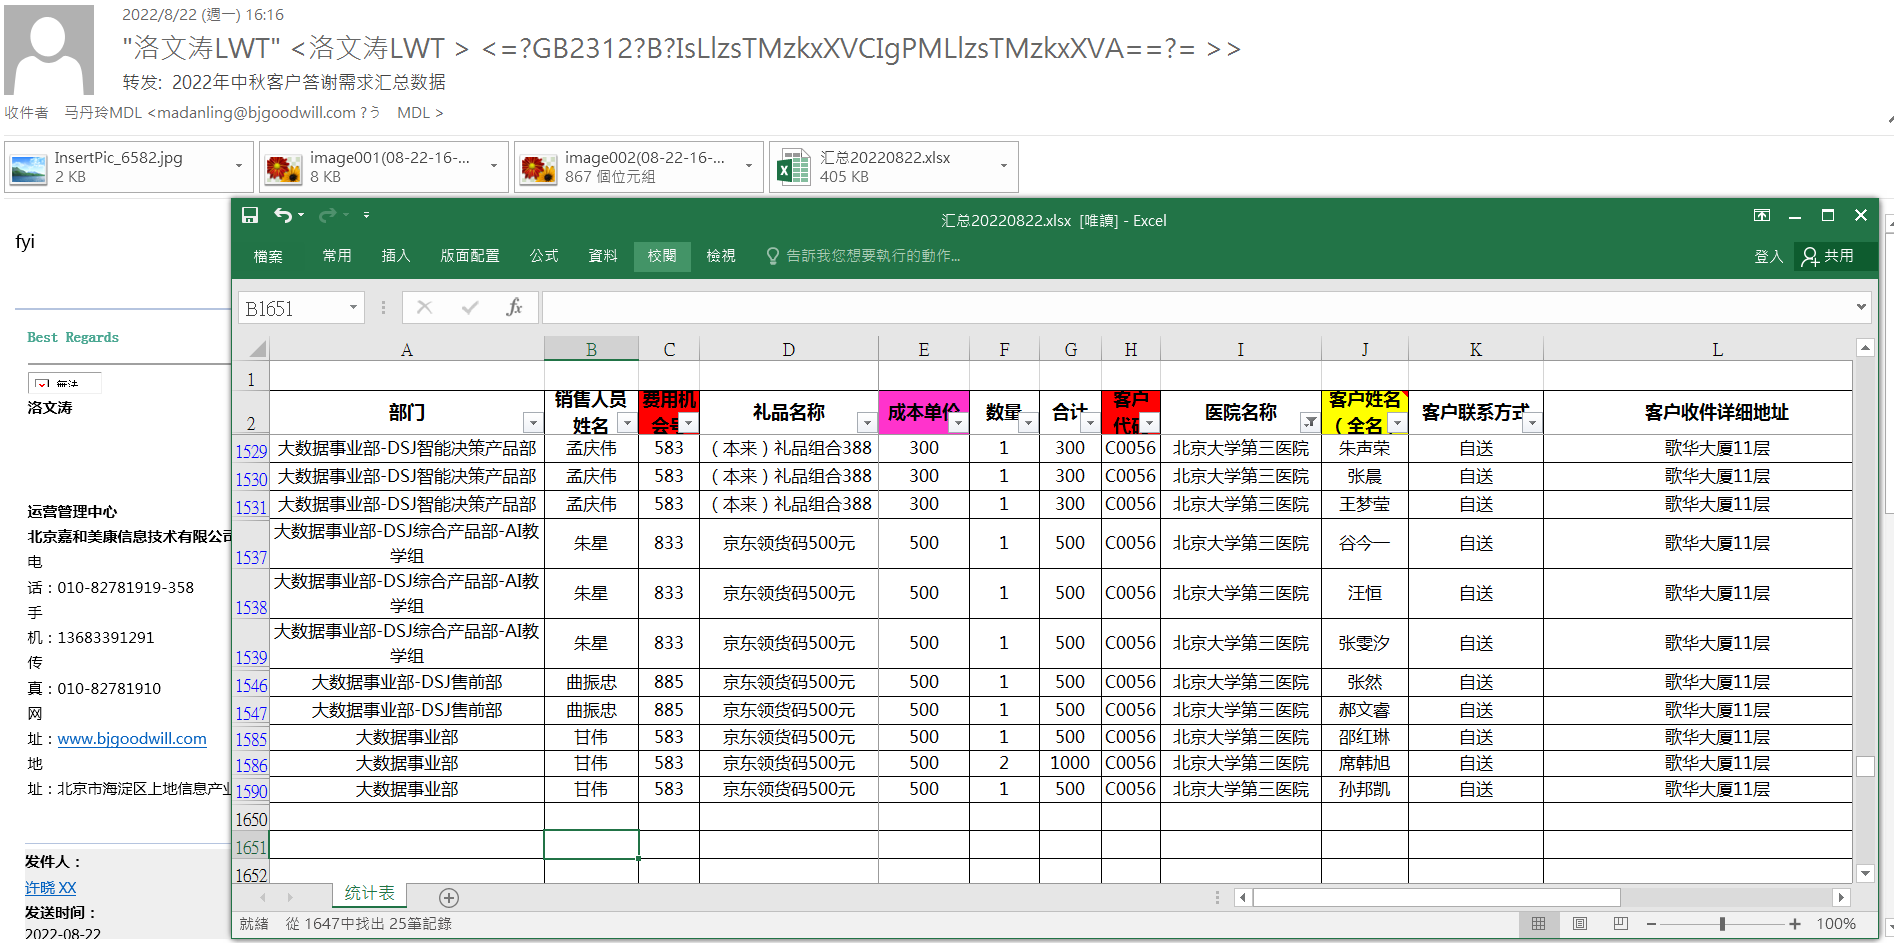 2022/8/22 (週一) 16:16
"洛文涛LWT" <洛文涛LWT > <=?GB2312?B?IsLlzsTMzkxXVCIgPMLlzsTMzkxXVA==?= >>
转发: 2022年中秋客户答谢需求汇总数据
收件者 马丹玲MDL <madanling@bjgoodwill.com ?う MDL >
InsertPic_6582.jpg
2 KB
image001(08-22-16-...
8 KB
image002(08-22-16-...
867 個位元組
汇总20220822.xlsx
405 KB
fyi
Best Regards
無法
洛文涛
运营管理中心
北京嘉和美康信息技术有限公司
电
话：010-82781919-358
手
机：13683391291
传
真：010-82781910
网
址：www.bjgoodwill.com
地
址：北京市海淀区上地信息产业
发件人：
许晓 XX
发送时间：
2022-08-22
汇总20220822.xlsx [唯讀] - Excel
檔案 常用 插入 版面配置 公式 資料 校閱 檢視 告訴我您想要執行的動作... 登入 共用
B1651 fx
A B C D E F G H I J K L
1
2 部门 销售人员姓名 费用机会号 礼品名称 成本单价 数量 合计 客户代码 医院名称 客户姓名（全名 客户联系方式 客户收件详细地址
1529 大数据事业部-DSJ智能决策产品部 孟庆伟 583 （本来）礼品组合388 300 1 300 C0056 北京大学第三医院 朱声荣 自送 歌华大厦11层
1530 大数据事业部-DSJ智能决策产品部 孟庆伟 583 （本来）礼品组合388 300 1 300 C0056 北京大学第三医院 张晨 自送 歌华大厦11层
1531 大数据事业部-DSJ智能决策产品部 孟庆伟 583 （本来）礼品组合388 300 1 300 C0056 北京大学第三医院 王梦莹 自送 歌华大厦11层
1537 大数据事业部-DSJ综合产品部-AI教学组 朱星 833 京东领货码500元 500 1 500 C0056 北京大学第三医院 谷今一 自送 歌华大厦11层
1538 大数据事业部-DSJ综合产品部-AI教学组 朱星 833 京东领货码500元 500 1 500 C0056 北京大学第三医院 汪恒 自送 歌华大厦11层
1539 大数据事业部-DSJ综合产品部-AI教学组 朱星 833 京东领货码500元 500 1 500 C0056 北京大学第三医院 张雯汐 自送 歌华大厦11层
1546 大数据事业部-DSJ售前部 曲振忠 885 京东领货码500元 500 1 500 C0056 北京大学第三医院 张然 自送 歌华大厦11层
1547 大数据事业部-DSJ售前部 曲振忠 885 京东领货码500元 500 1 500 C0056 北京大学第三医院 郝文睿 自送 歌华大厦11层
1585 大数据事业部 甘伟 583 京东领货码500元 500 1 500 C0056 北京大学第三医院 邵红琳 自送 歌华大厦11层
1586 大数据事业部 甘伟 583 京东领货码500元 500 2 1000 C0056 北京大学第三医院 席韩旭 自送 歌华大厦11层
1590 大数据事业部 甘伟 583 京东领货码500元 500 1 500 C0056 北京大学第三医院 孙邦凯 自送 歌华大厦11层
1650
1651
1652
统计表
就緒 從 1647中找出 25筆記錄 100%